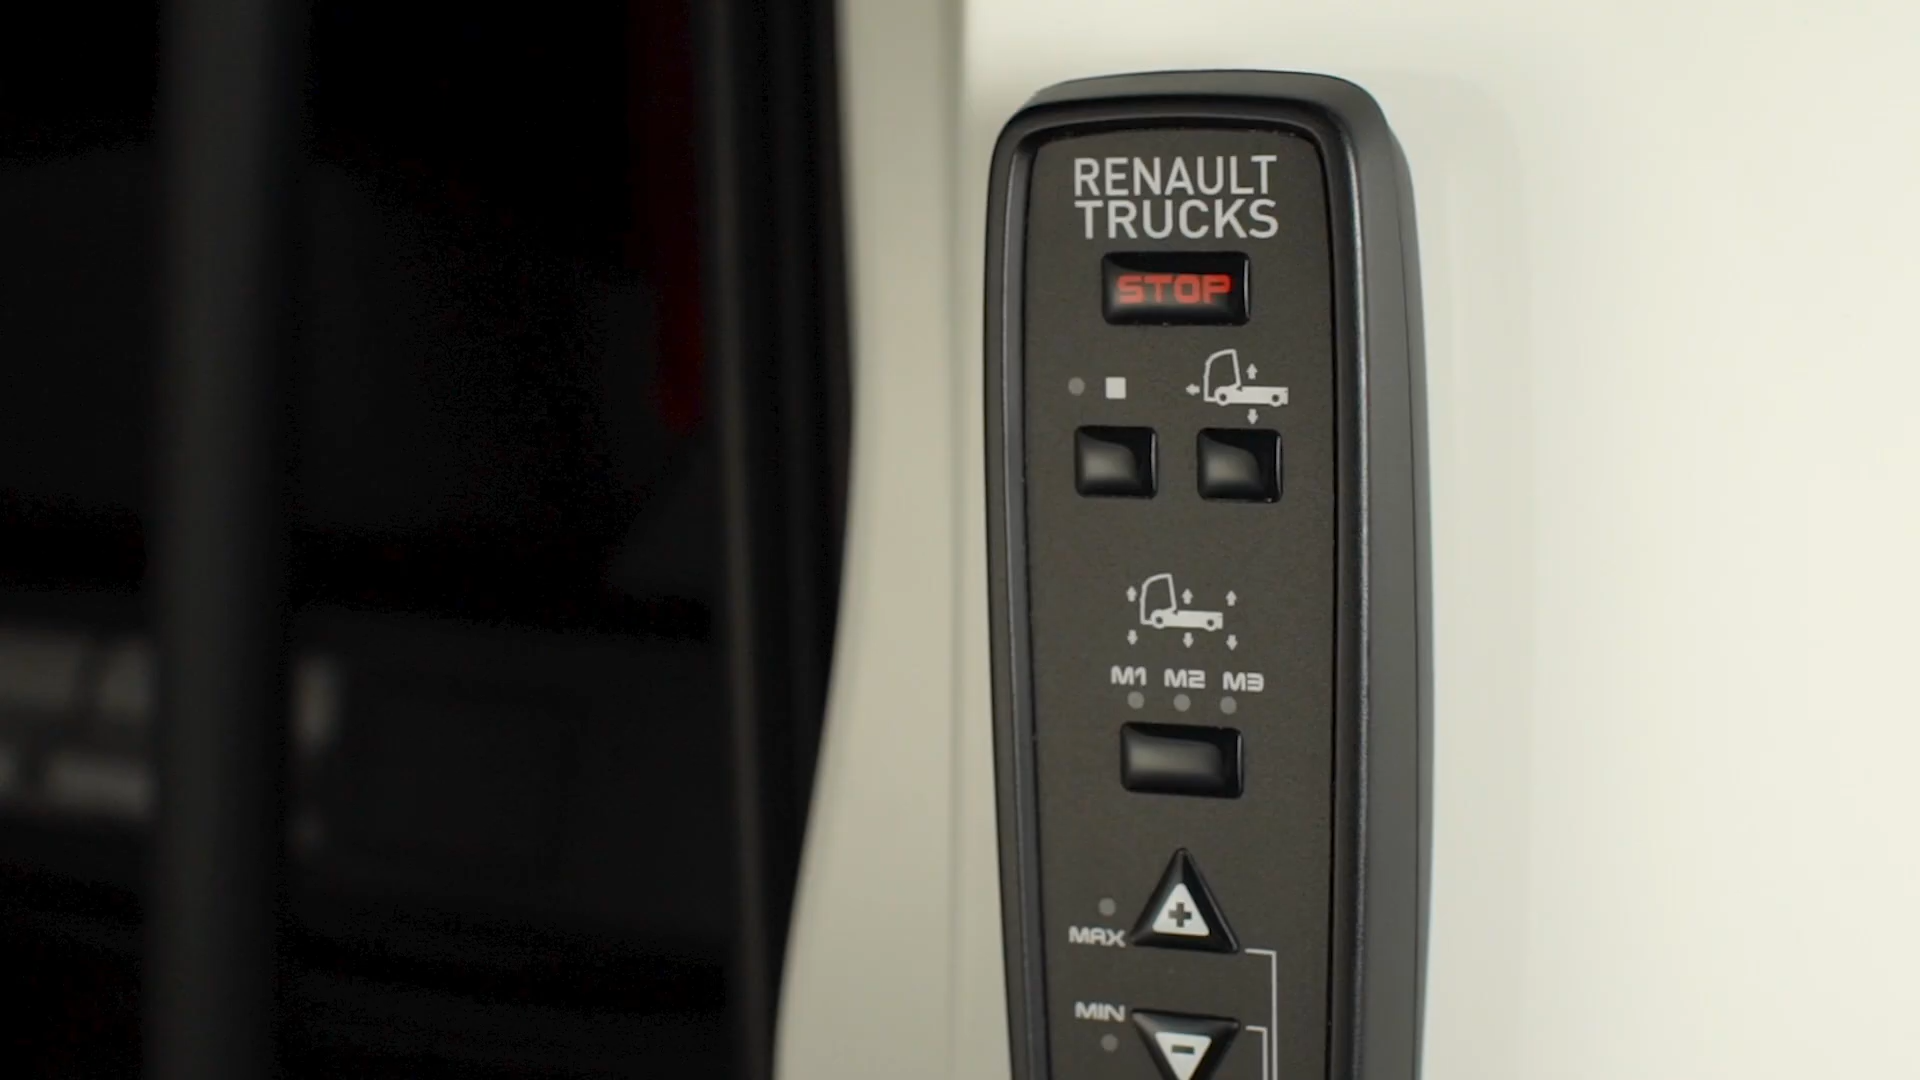 RENAULT
TRUCKS
STOP
M1 M2 M3
+
MAX
MIN
-